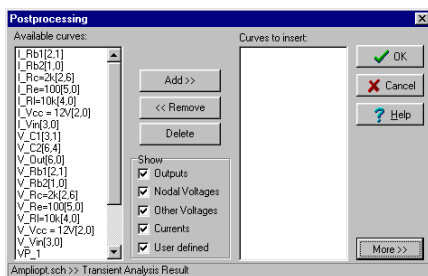 Postprocessing
Available curves:
Curves to insert:
I_Rb1[2,1]
I_Rb2[1,0]
I_Rc=2k[2,6]
I_Re=100[5,0]
I_Rl=10k[4,0]
I_Vcc = 12V[2,0]
I_Vin[3,0]
V_C1[3,1]
V_C2[6,4]
V_Out[6,0]
V_Rb1[2,1]
V_Rb2[1,0]
V_Rc=2k[2,6]
V_Re=100[5,0]
V_Rl=10k[4,0]
V_Vcc = 12V[2,0]
V_Vin[3,0]
VP_1
Add >>
<< Remove
Delete
Show
Outputs
Nodal Voltages
Other Voltages
Currents
User defined
OK
Cancel
Help
More >>
Ampliopt.sch >> Transient Analysis Result